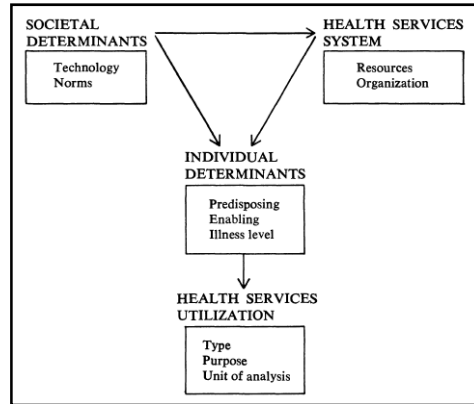 SOCIETAL
DETERMINANTS
Technology
Norms
HEALTH SERVICES
SYSTEM
Resources
Organization
INDIVIDUAL
DETERMINANTS
Predisposing
Enabling
Illness level
HEALTH SERVICES
UTILIZATION
Type
Purpose
Unit of analysis